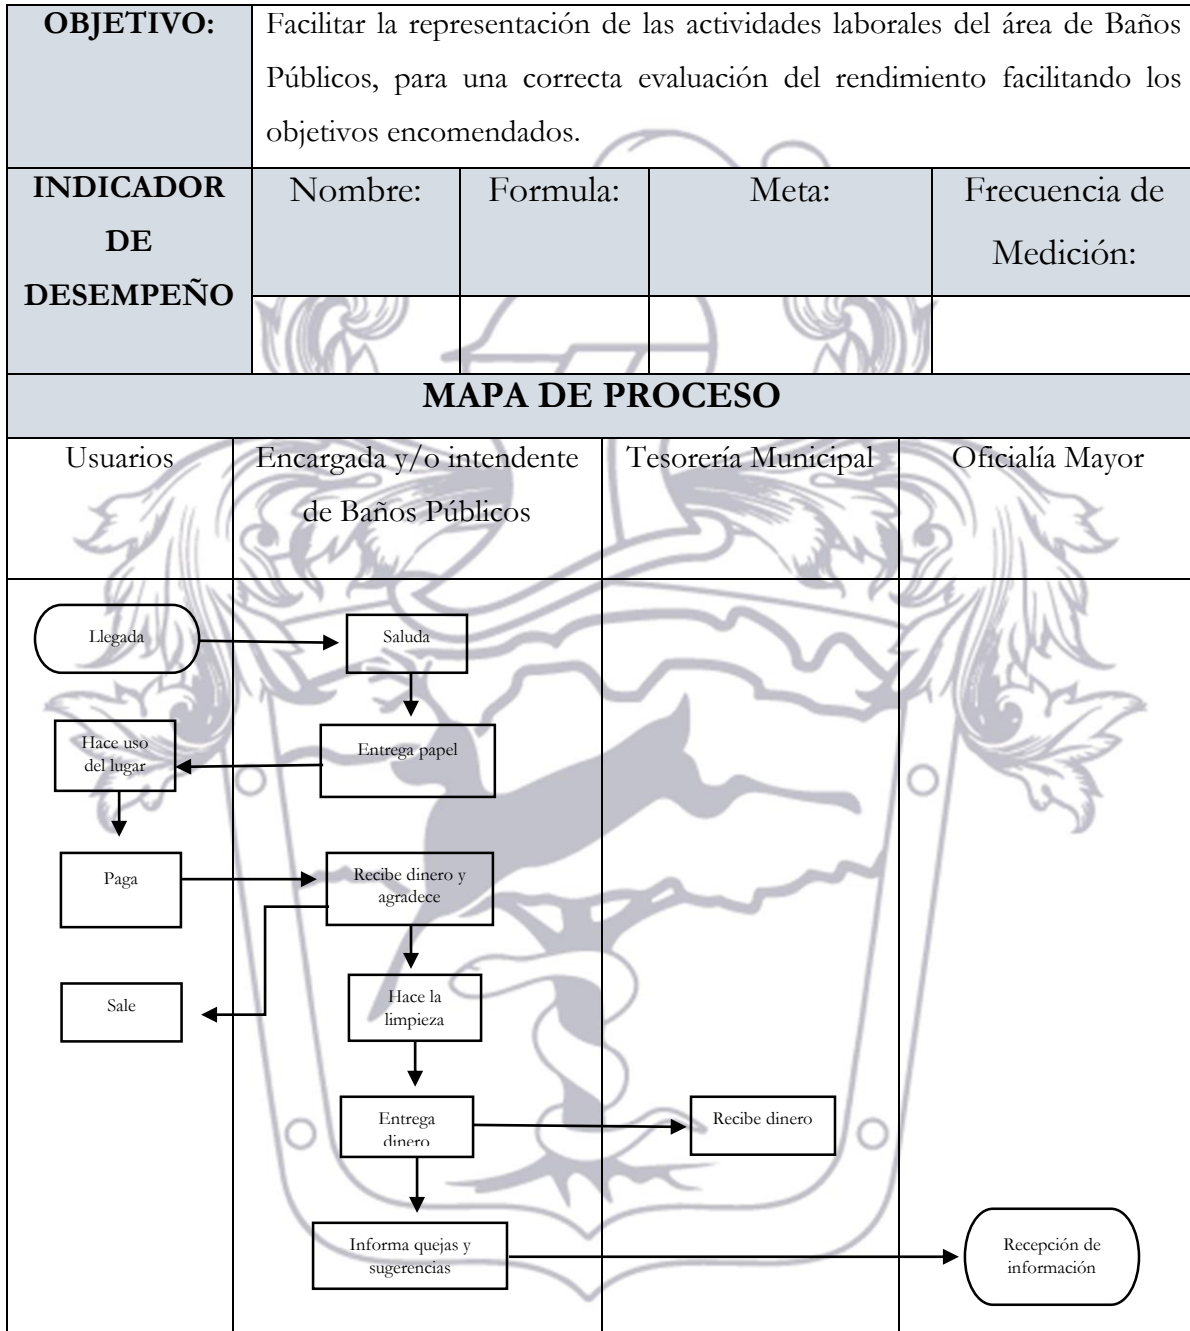 OBJETIVO:
Facilitar la representación de las actividades laborales del área de Baños
Públicos, para una correcta evaluación del rendimiento facilitando los
objetivos encomendados.
INDICADOR
DE
DESEMPEÑO
Nombre:
Formula:
Meta:
Frecuencia de
Medición:
MAPA DE PROCESO
Usuarios
Encargada y/o intendente
de Baños Públicos
Tesorería Municipal
Oficialía Mayor
Llegada
Saluda
Entrega papel
Hace uso
del lugar
Paga
Recibe dinero y
agradece
Sale
Hace la
limpieza
Entrega
dinero
Recibe dinero
Informa quejas y
sugerencias
Recepción de
información